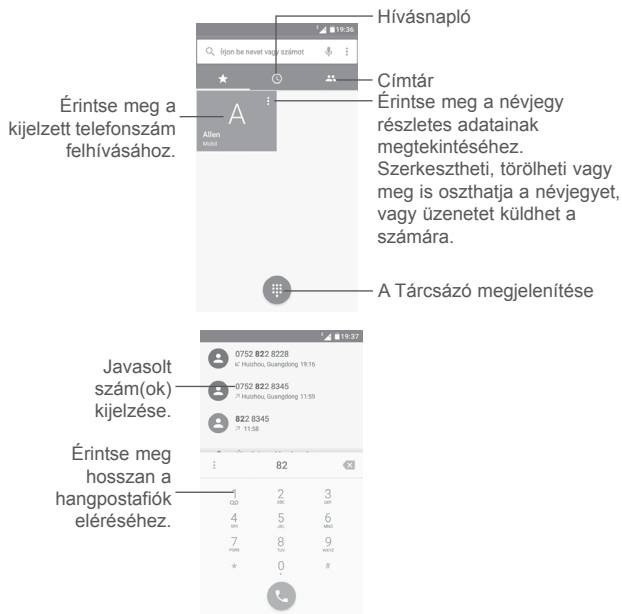 Hívásnapló
19:36
Írjon be nevet vagy számot
Címtár
Érintse meg a
kijelzett telefonszám
felhívásához.
A
Allen
Mobil
Érintse meg a névjegy
részletes adatainak
megtekintéséhez.
Szerkesztheti, törölheti vagy
meg is oszthatja a névjegyet,
vagy üzenetet küldhet a
számára.
A Tárcsázó megjelenítése
19:37
0752 822 8228
Huizhou, Guangdong 19:16
Javasolt
szám(ok)
kijelzése.
0752 822 8345
Huizhou, Guangdong 11:59
822 8345
11:58
82
Érintse meg
hosszan a
hangpostafiók
eléréséhez.
1 2 3
ABC DEF
4 5 6
GHI JKL MNO
7 8 9
PQRS TUV WXYZ
* 0 #
+